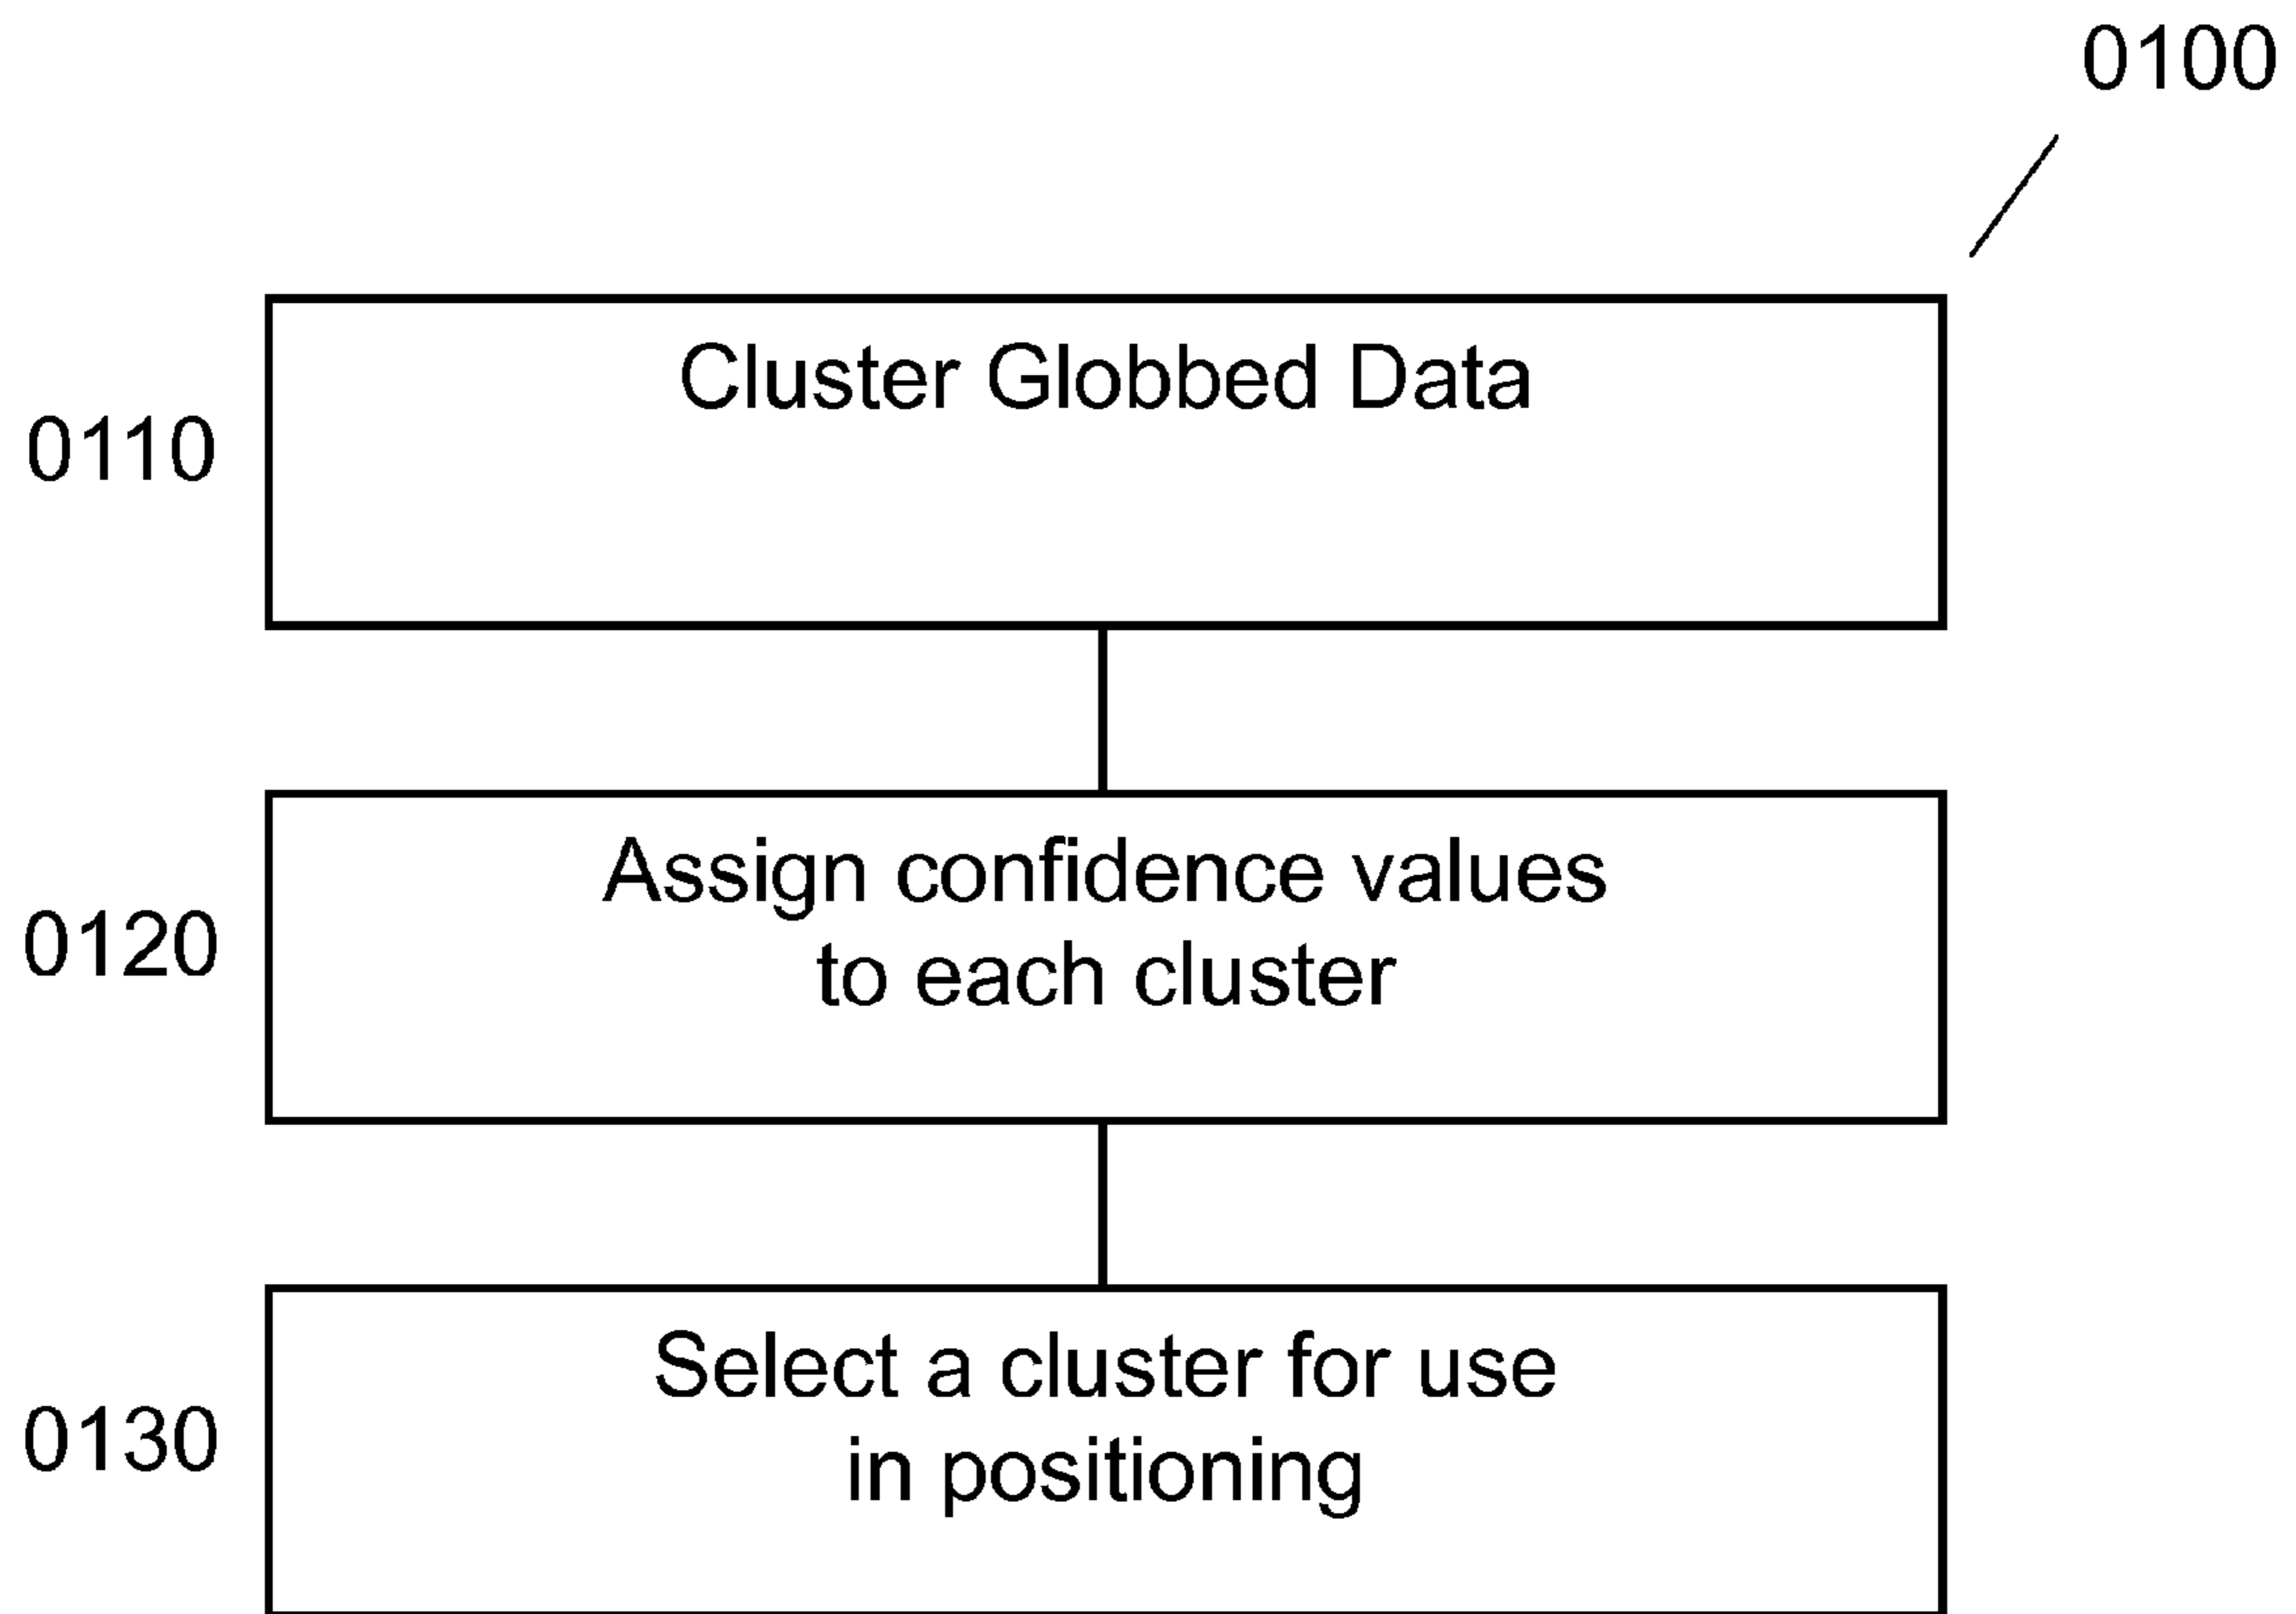 0100
Cluster Globbed Data
0110
Assign confidence values
to each cluster
0120
Select a cluster for use
in positioning
0130